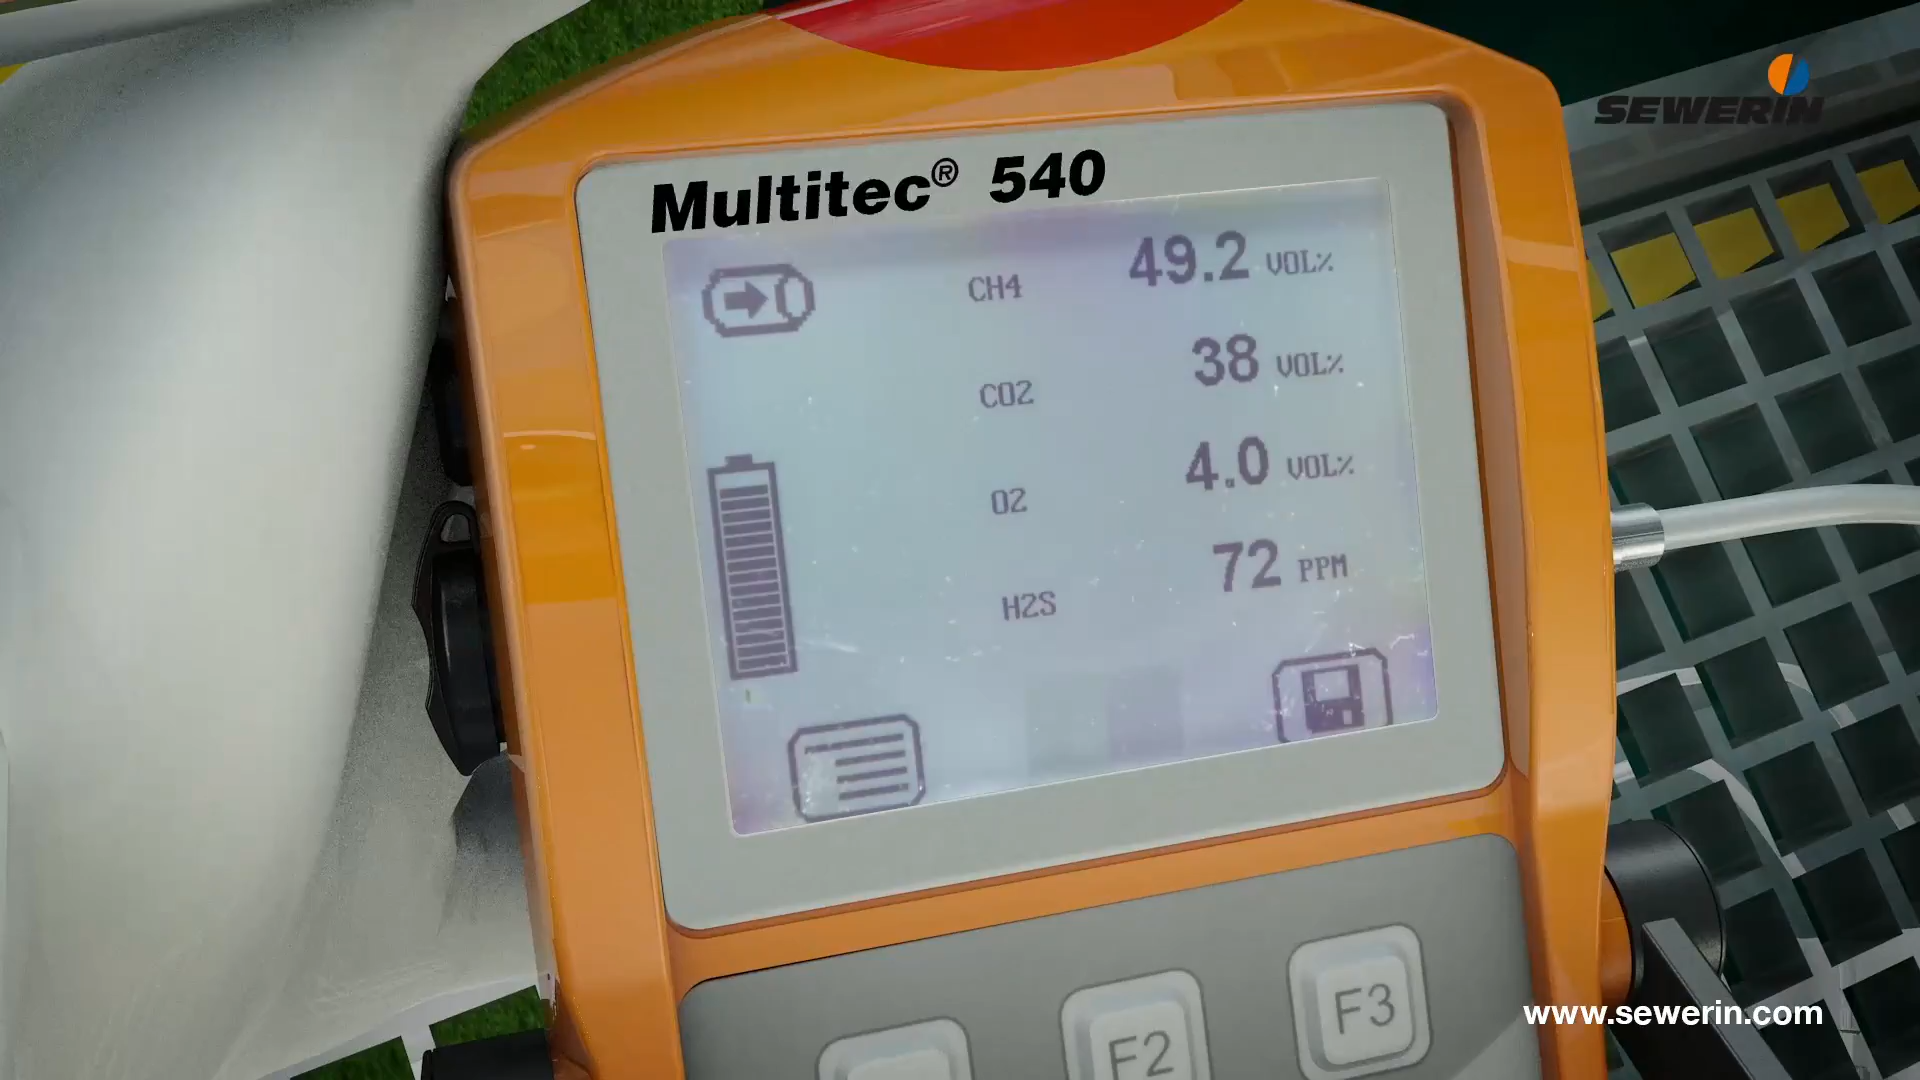 SEWERIN
Multitec® 540
CH4 49.2 VOL%
CO2 38 VOL%
O2 4.0 VOL%
H2S 72 PPM
F2
F3
www.sewerin.com